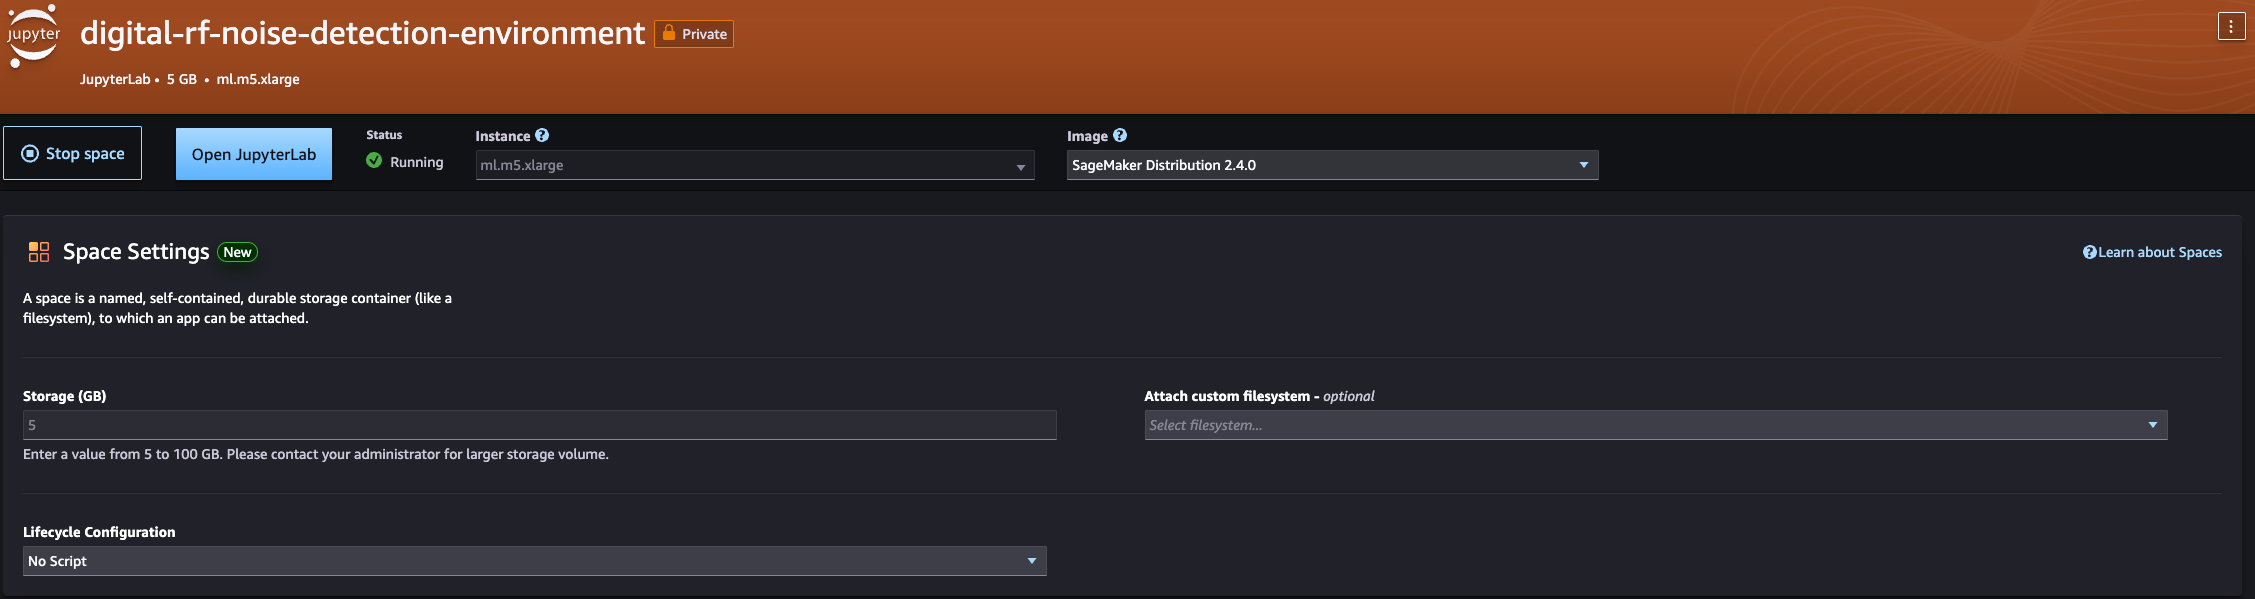 jupyter
digital-rf-noise-detection-environment
Private
JupyterLab • 5 GB • ml.m5.xlarge
Stop space
Open JupyterLab
Status
Running
Instance ?
ml.m5.xlarge
Image ?
SageMaker Distribution 2.4.0
Space Settings New
?Learn about Spaces
A space is a named, self-contained, durable storage container (like a
filesystem), to which an app can be attached.
Storage (GB)
5
Enter a value from 5 to 100 GB. Please contact your administrator for larger storage volume.
Attach custom filesystem - optional
Select filesystem...
Lifecycle Configuration
No Script